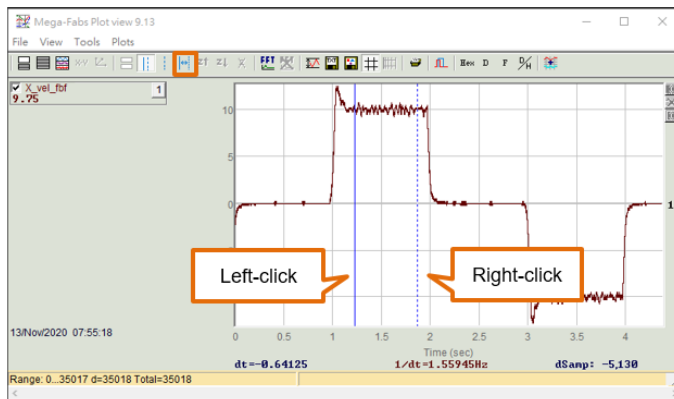 Mega-Fabs Plot view 9.13
File View Tools Plots
FFT Hex D F D/H
X_vel_fbf 1
9.75
10
5
0
1
Left-click
Right-click
13/Nov/2020 07:55:18
0 0.5 1 1.5 2 2.5 3 3.5 4
Time (sec)
dt=-0.64125 1/dt=1.55945Hz dSamp: -5,130
Range: 0...35017 d=35018 Total=35018